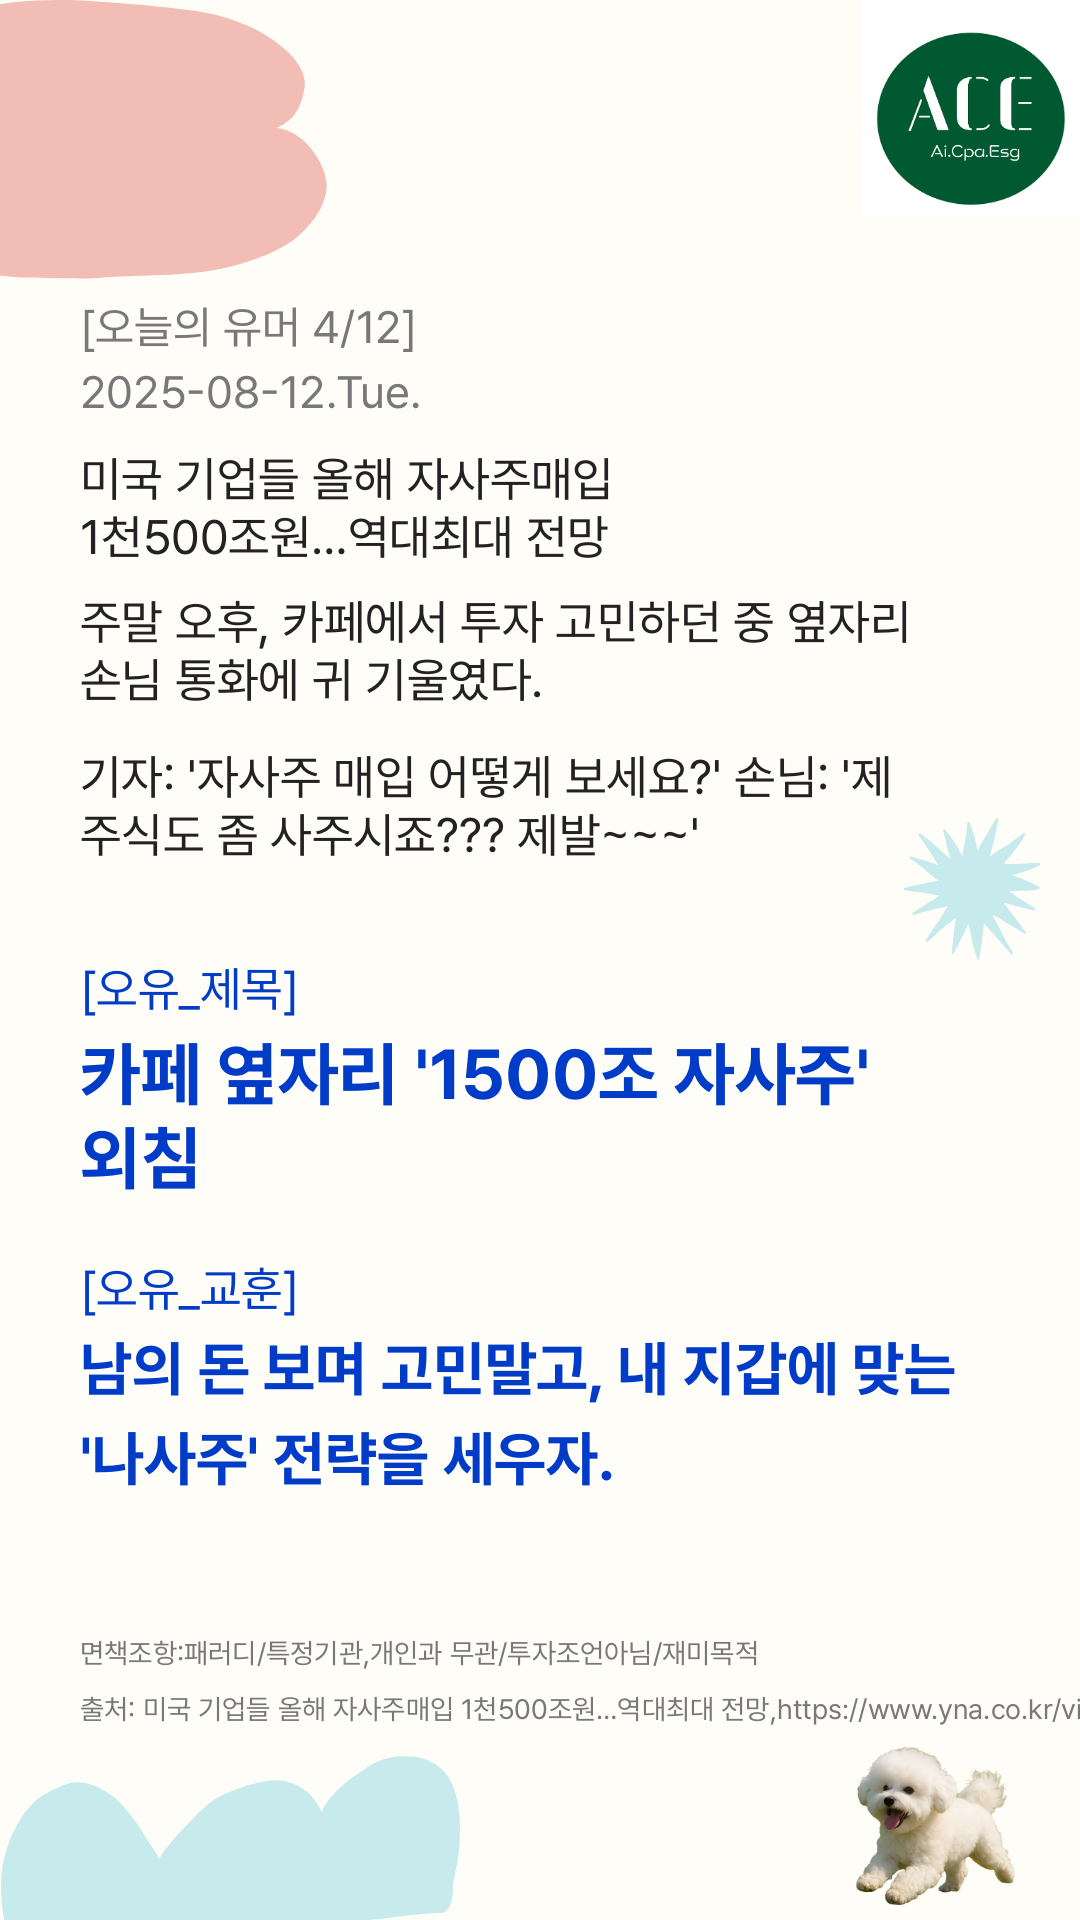 ACE
Ai.Cpa.Esg
[오늘의 유머 4/12]
2025-08-12.Tue.
미국 기업들 올해 자사주매입
1천500조원...역대최대 전망
주말 오후, 카페에서 투자 고민하던 중 옆자리
손님 통화에 귀 기울였다.
기자: '자사주 매입 어떻게 보세요?' 손님: '제
주식도 좀 사주시죠??? 제발~~~'
[오유_제목]
카페 옆자리 '1500조 자사주'
외침
[오유_교훈]
남의 돈 보며 고민말고, 내 지갑에 맞는
'나사주' 전략을 세우자.
면책조항:패러디/특정기관,개인과 무관/투자조언아님/재미목적
출처: 미국 기업들 올해 자사주매입 1천500조원...역대최대 전망,https://www.yna.co.kr/vi